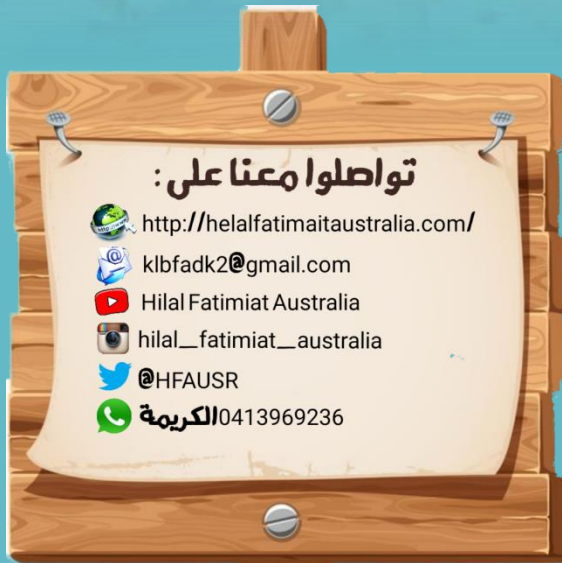 تواصلوا معنا على :
http://helalfatimaitaustralia.com/
klbfadk2@gmail.com
Hilal Fatimiat Australia
hilal_fatimiat_australia
@HFAUSR
الكريمة0413969236